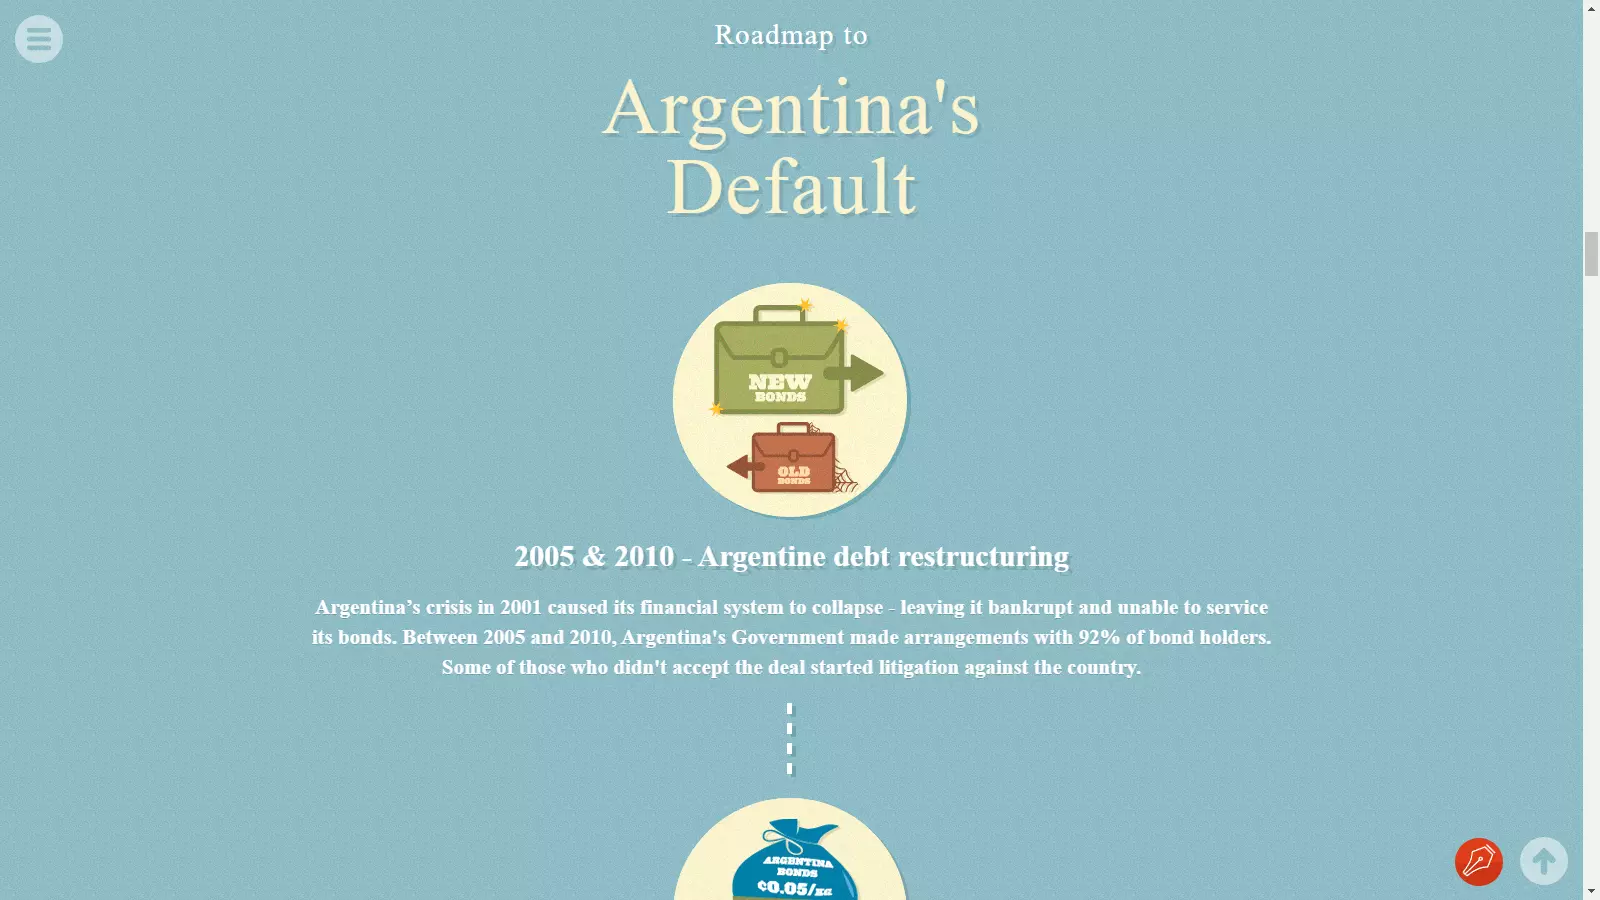 Roadmap to
Argentina's
Default
NEW
BONDS
OLD
BONDS
2005 & 2010 - Argentine debt restructuring
Argentina’s crisis in 2001 caused its financial system to collapse - leaving it bankrupt and unable to service
its bonds. Between 2005 and 2010, Argentina's Government made arrangements with 92% of bond holders.
Some of those who didn't accept the deal started litigation against the country.
ARGENTINA
BONDS
¢0.05/ea